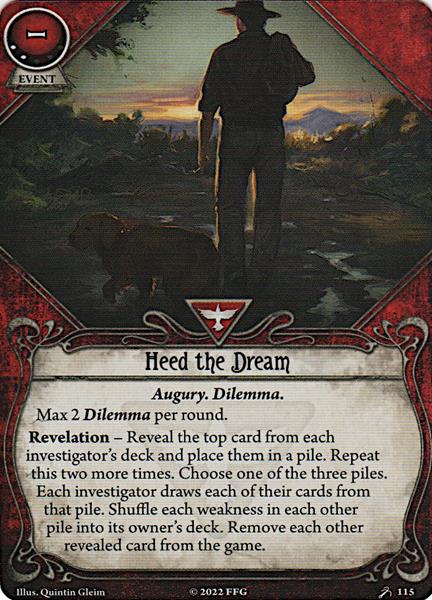 –
EVENT
Heed the Dream
Augury. Dilemma.
Max 2 Dilemma per round.
Revelation – Reveal the top card from each
investigator's deck and place them in a pile. Repeat
this two more times. Choose one of the three piles.
Each investigator draws each of their cards from
that pile. Shuffle each weakness in each other
pile into its owner's deck. Remove each other
revealed card from the game.
Illus. Quintin Gleim
© 2022 FFG
115